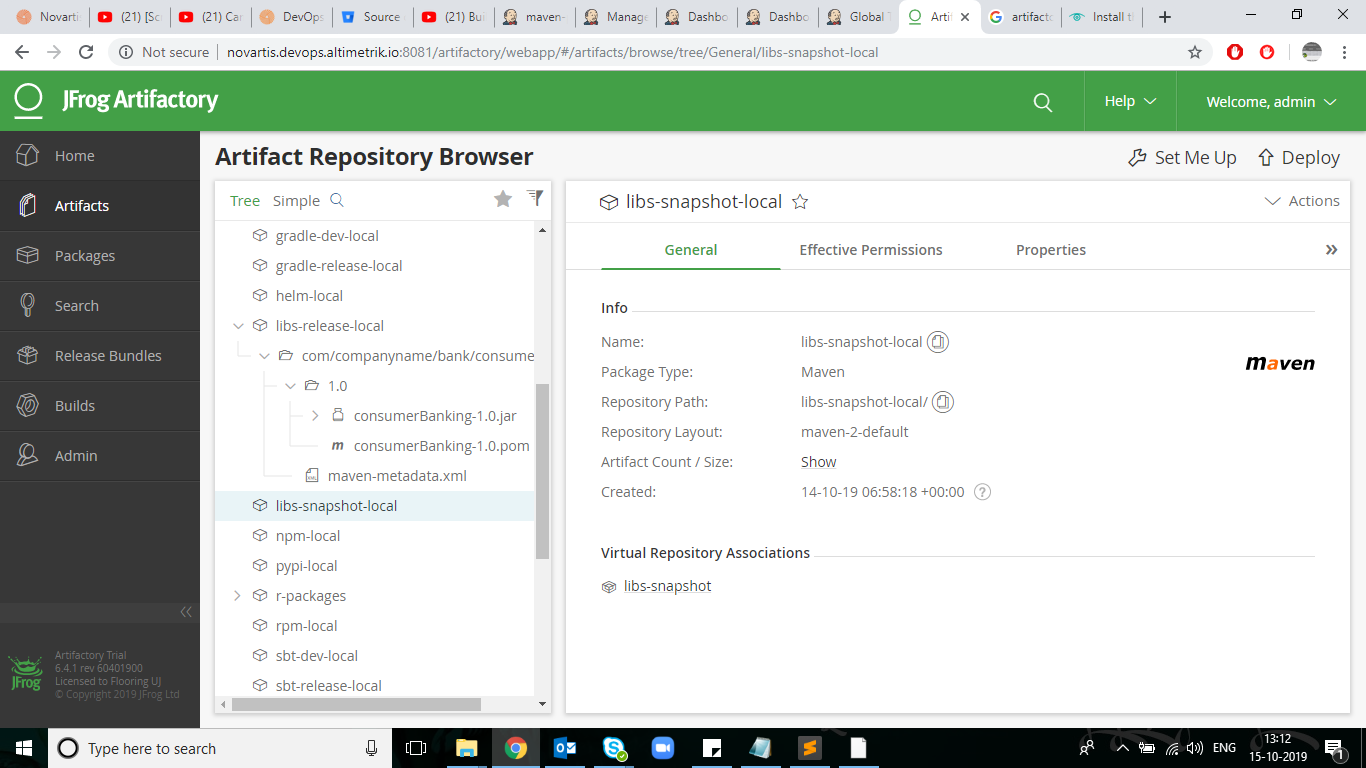 Novartis
(21) [Sc
(21) Car
DevOps
Source
(21) Bui
maven-
Manage
Dashbo
Dashbo
Global T
Artif
artifacto
Install t
Not secure | novartis.devops.altimetrik.io:8081/artifactory/webapp/#/artifacts/browse/tree/General/libs-snapshot-local
JFrog Artifactory
Help
Welcome, admin
Home
Artifacts
Packages
Search
Release Bundles
Builds
Admin
Artifactory Trial
6.4.1 rev 60401900
Licensed to Flooring UJ
© Copyright 2019 JFrog Ltd
JFrog
Artifact Repository Browser
Set Me Up
Deploy
Tree Simple
gradle-dev-local
gradle-release-local
helm-local
libs-release-local
com/companyname/bank/consume
1.0
consumerBanking-1.0.jar
m consumerBanking-1.0.pom
maven-metadata.xml
libs-snapshot-local
npm-local
pypi-local
r-packages
rpm-local
sbt-dev-local
sbt-release-local
libs-snapshot-local
Actions
General
Effective Permissions
Properties
Info
Name: libs-snapshot-local
maven
Package Type: Maven
Repository Path: libs-snapshot-local/
Repository Layout: maven-2-default
Artifact Count / Size: Show
Created: 14-10-19 06:58:18 +00:00 ?
Virtual Repository Associations
libs-snapshot
Type here to search
ENG
13:12
15-10-2019
1